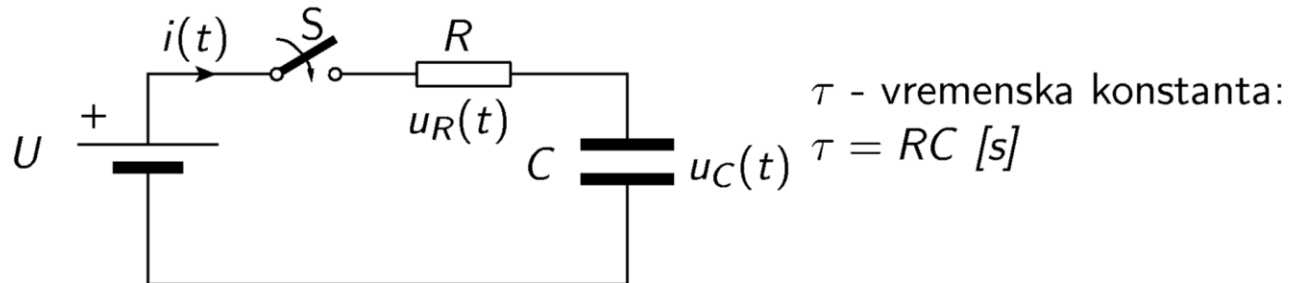 i(t)
S
R
u_R(t)
+
U
C
u_C(t)
τ - vremenska konstanta:
τ = RC [s]